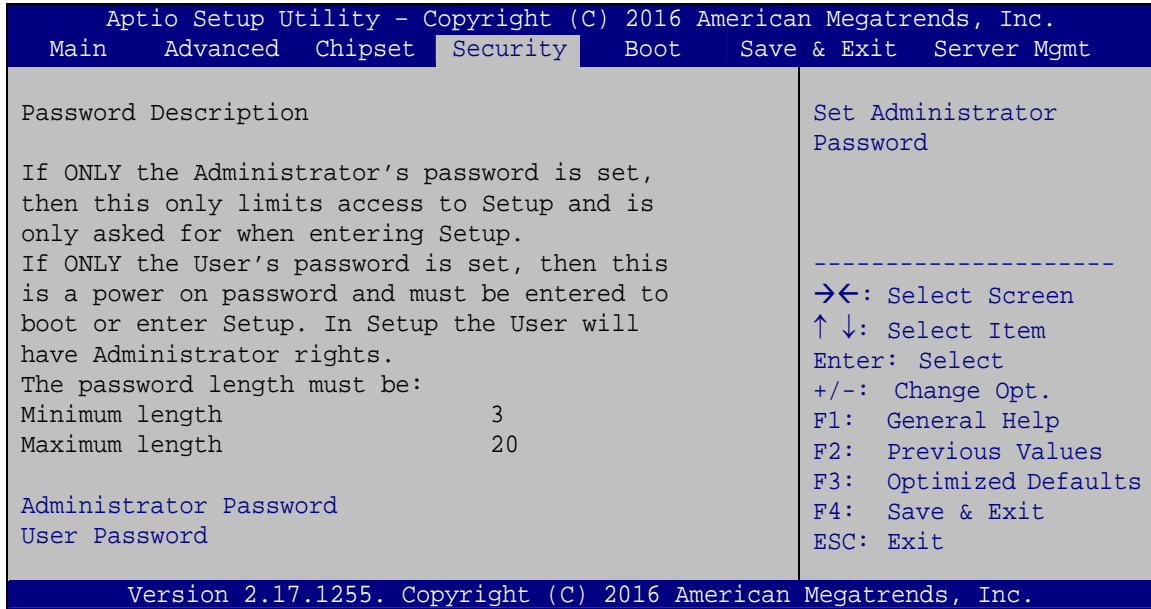 Aptio Setup Utility – Copyright (C) 2016 American Megatrends, Inc.
Main Advanced Chipset Security Boot Save & Exit Server Mgmt
Password Description
If ONLY the Administrator’s password is set,
then this only limits access to Setup and is
only asked for when entering Setup.
If ONLY the User’s password is set, then this
is a power on password and must be entered to
boot or enter Setup. In Setup the User will
have Administrator rights.
The password length must be:
Minimum length 3
Maximum length 20
Administrator Password
User Password
Set Administrator
Password
---------------------
→←: Select Screen
↑ ↓: Select Item
Enter: Select
+/-: Change Opt.
F1: General Help
F2: Previous Values
F3: Optimized Defaults
F4: Save & Exit
ESC: Exit
Version 2.17.1255. Copyright (C) 2016 American Megatrends, Inc.